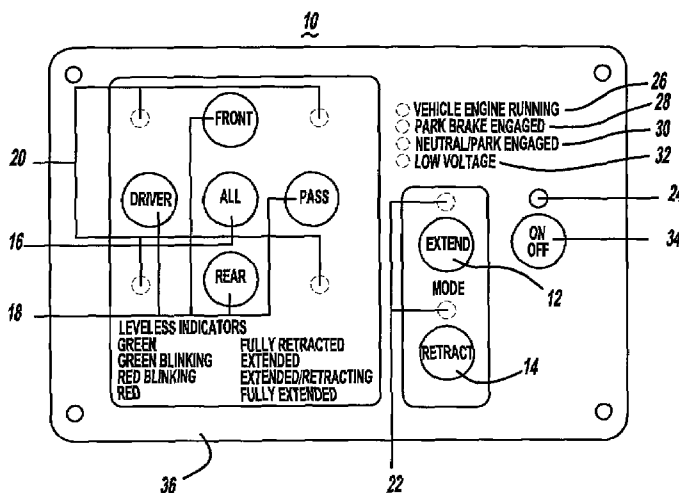 10
VEHICLE ENGINE RUNNING
PARK BRAKE ENGAGED
NEUTRAL/PARK ENGAGED
LOW VOLTAGE
26
28
30
32
FRONT
DRIVER
ALL
PASS
REAR
20
16
18
LEVELESS INDICATORS
GREEN FULLY RETRACTED
GREEN BLINKING EXTENDED
RED BLINKING EXTENDED/RETRACTING
RED FULLY EXTENDED
EXTEND
MODE
RETRACT
ON
OFF
24
34
12
14
36
22